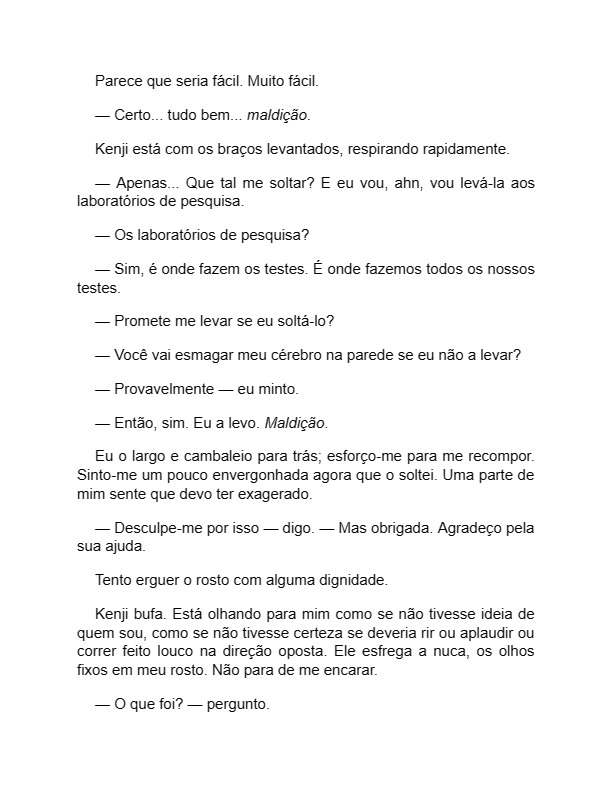 Parece que seria fácil. Muito fácil.
— Certo... tudo bem... maldição.
Kenji está com os braços levantados, respirando rapidamente.
— Apenas... Que tal me soltar? E eu vou, ahn, vou levá-la aos
laboratórios de pesquisa.
— Os laboratórios de pesquisa?
— Sim, é onde fazem os testes. É onde fazemos todos os nossos
testes.
— Promete me levar se eu soltá-lo?
— Você vai esmagar meu cérebro na parede se eu não a levar?
— Provavelmente — eu minto.
— Então, sim. Eu a levo. Maldição.
Eu o largo e cambaleio para trás; esforço-me para me recompor.
Sinto-me um pouco envergonhada agora que o soltei. Uma parte de
mim sente que devo ter exagerado.
— Desculpe-me por isso — digo. — Mas obrigada. Agradeço pela
sua ajuda.
Tento erguer o rosto com alguma dignidade.
Kenji bufa. Está olhando para mim como se não tivesse ideia de
quem sou, como se não tivesse certeza se deveria rir ou aplaudir ou
correr feito louco na direção oposta. Ele esfrega a nuca, os olhos
fixos em meu rosto. Não para de me encarar.
— O que foi? — pergunto.